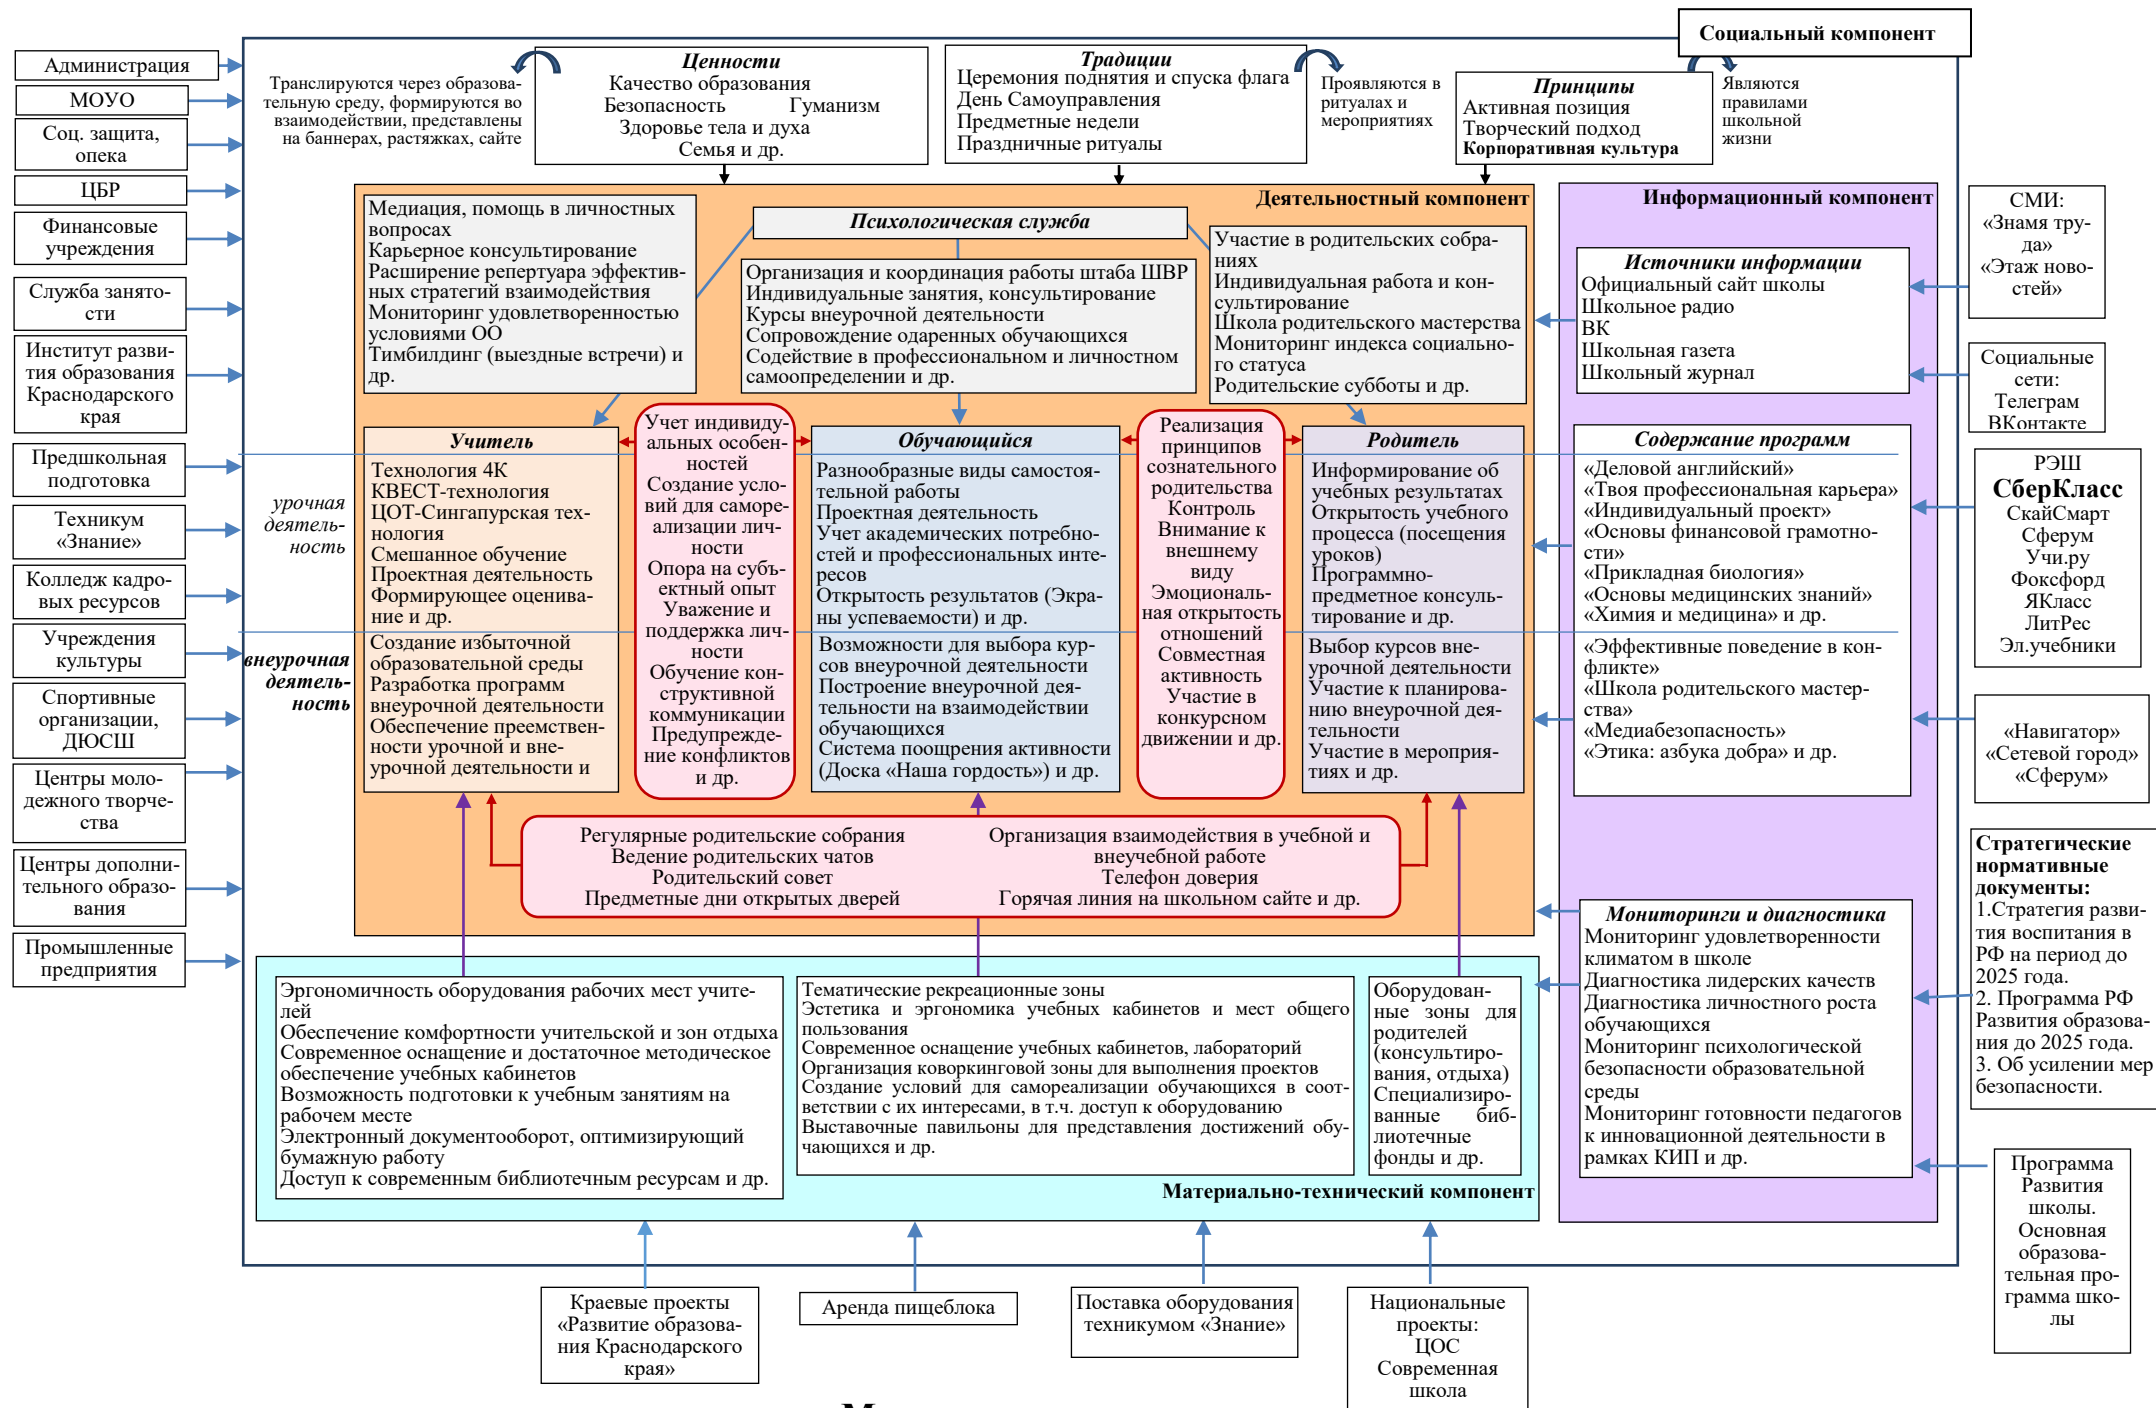 Социальный компонент
Администрация
МОУО
Соц. защита,
опека
ЦБР
Финансовые
учреждения
Служба занято-
сти
Институт разви-
тия образования
Краснодарского
края
Предшкольная
подготовка
Техникум
«Знание»
Колледж кадро-
вых ресурсов
Учреждения
культуры
Спортивные
организации,
ДЮСШ
Центры моло-
дежного творче-
ства
Центры дополни-
тельного образо-
вания
Промышленные
предприятия
Транслируются через образова-
тельную среду, формируются во
взаимодействии, представлены
на баннерах, растяжках, сайте
Ценности
Качество образования
Безопасность Гуманизм
Здоровье тела и духа
Семья и др.
Традиции
Церемония поднятия и спуска флага
День Самоуправления
Предметные недели
Праздничные ритуалы
Проявляются в
ритуалах и
мероприятиях
Принципы
Активная позиция
Творческий подход
Корпоративная культура
Являются
правилами
школьной
жизни
Деятельностный компонент
Медиация, помощь в личностных
вопросах
Карьерное консультирование
Расширение репертуара эффектив-
ных стратегий взаимодействия
Мониторинг удовлетворенностью
условиями ОО
Тимбилдинг (выездные встречи) и
др.
Психологическая служба
Организация и координация работы штаба ШВР
Индивидуальные занятия, консультирование
Курсы внеурочной деятельности
Сопровождение одаренных обучающихся
Содействие в профессиональном и личностном
самоопределении и др.
Участие в родительских собра-
ниях
Индивидуальная работа и кон-
сультирование
Школа родительского мастерства
Мониторинг индекса социально-
го статуса
Родительские субботы и др.
урочная
деятель-
ность
внеурочная
деятель-
ность
Учитель
Технология 4К
КВЕСТ-технология
ЦОТ-Сингапурская тех-
нология
Смешанное обучение
Проектная деятельность
Формирующее оценива-
ние и др.
Создание избыточной
образовательной среды
Разработка программ
внеурочной деятельности
Обеспечение преемствен-
ности урочной и вне-
урочной деятельности и
Учет индивиду-
альных особен-
ностей
Создание усло-
вий для саморе-
ализации лич-
ности
Опора на субъ-
ектный опыт
Уважение и
поддержка лич-
ности
Обучение кон-
структивной
коммуникации
Предупрежде-
ние конфликтов
и др.
Обучающийся
Разнообразные виды самостоя-
тельной работы
Проектная деятельность
Учет академических потребно-
стей и профессиональных инте-
ресов
Открытость результатов (Экра-
ны успеваемости) и др.
Возможности для выбора кур-
сов внеурочной деятельности
Построение внеурочной дея-
тельности на взаимодействии
обучающихся
Система поощрения активности
(Доска «Наша гордость») и др.
Реализация
принципов
сознательного
родительства
Контроль
Внимание к
внешнему
виду
Эмоциональ-
ная открытость
отношений
Совместная
активность
Участие в
конкурсном
движении и др.
Родитель
Информирование об
учебных результатах
Открытость учебного
процесса (посещения
уроков)
Программно-
предметное консуль-
тирование и др.
Выбор курсов вне-
урочной деятельности
Участие к планирова-
нию внеурочной дея-
тельности
Участие в мероприя-
тиях и др.
Регулярные родительские собрания
Ведение родительских чатов
Родительский совет
Предметные дни открытых дверей
Организация взаимодействия в учебной и
внеучебной работе
Телефон доверия
Горячая линия на школьном сайте и др.
Эргономичность оборудования рабочих мест учите-
лей
Обеспечение комфортности учительской и зон отдыха
Современное оснащение и достаточное методическое
обеспечение учебных кабинетов
Возможность подготовки к учебным занятиям на
рабочем месте
Электронный документооборот, оптимизирующий
бумажную работу
Доступ к современным библиотечным ресурсам и др.
Тематические рекреационные зоны
Эстетика и эргономика учебных кабинетов и мест общего
пользования
Современное оснащение учебных кабинетов, лабораторий
Организация коворкинговой зоны для выполнения проектов
Создание условий для самореализации обучающихся в соот-
ветствии с их интересами, в т.ч. доступ к оборудованию
Выставочные павильоны для представления достижений обу-
чающихся и др.
Оборудован-
ные зоны для
родителей
(консультиро-
вания, отдыха)
Специализиро-
ванные биб-
лиотечные
фонды и др.
Материально-технический компонент
Информационный компонент
Источники информации
Официальный сайт школы
Школьное радио
ВК
Школьная газета
Школьный журнал
Содержание программ
«Деловой английский»
«Твоя профессиональная карьера»
«Индивидуальный проект»
«Основы финансовой грамотно-
сти»
«Прикладная биология»
«Основы медицинских знаний»
«Химия и медицина» и др.
«Эффективные поведение в кон-
фликте»
«Школа родительского мастер-
ства»
«Медиабезопасность»
«Этика: азбука добра» и др.
Мониторинги и диагностика
Мониторинг удовлетворенности
климатом в школе
Диагностика лидерских качеств
Диагностика личностного роста
обучающихся
Мониторинг психологической
безопасности образовательной
среды
Мониторинг готовности педагогов
к инновационной деятельности в
рамках КИП и др.
СМИ:
«Знамя тру-
да»
«Этаж ново-
стей»
Социальные
сети:
Телеграм
ВКонтакте
РЭШ
СберКласс
СкайСмарт
Сферум
Учи.ру
Фоксфорд
ЯКласс
ЛитРес
Эл.учебники
«Навигатор»
«Сетевой город»
«Сферум»
Стратегические
нормативные
документы:
1.Стратегия разви-
тия воспитания в
РФ на период до
2025 года.
2. Программа РФ
Развития образова-
ния до 2025 года.
3. Об усилении мер
безопасности.
Программа
Развития
школы.
Основная
образова-
тельная про-
грамма шко-
лы
Краевые проекты
«Развитие образова-
ния Краснодарского
края»
Аренда пищеблока
Поставка оборудования
техникумом «Знание»
Национальные
проекты:
ЦОС
Современная
школа